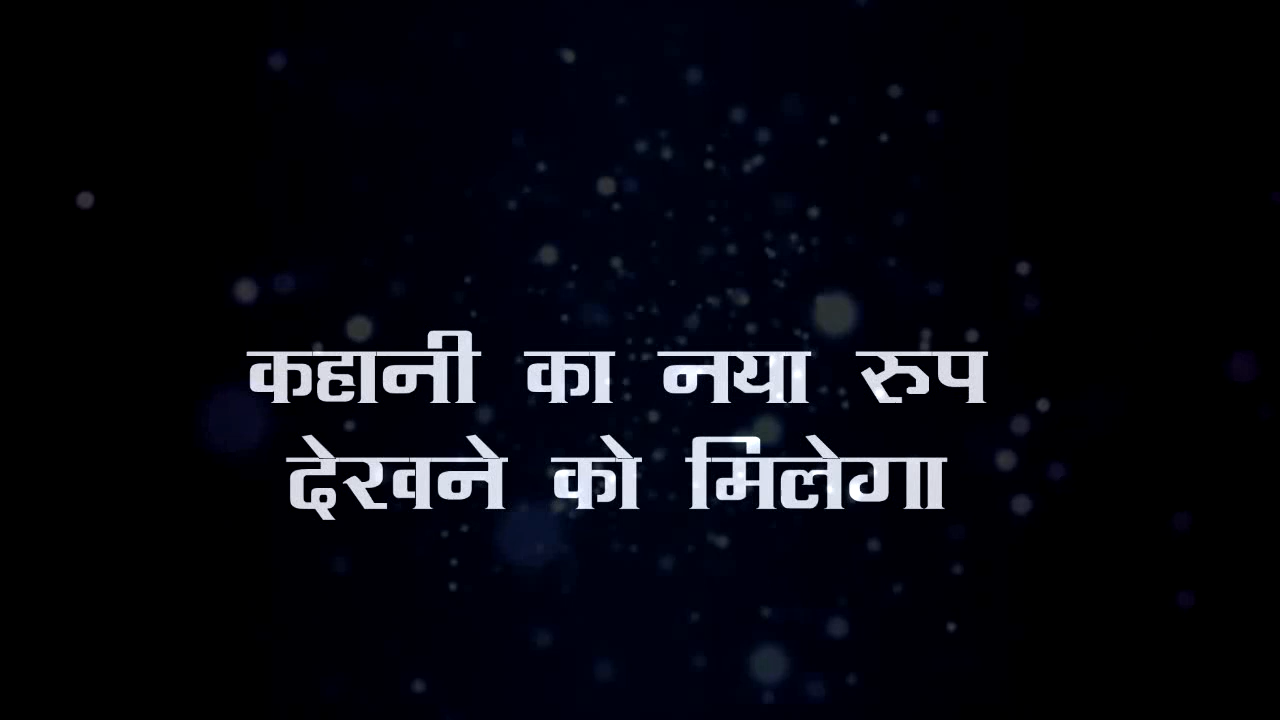 कहानी का नया रुप
देखने को मिलेगा